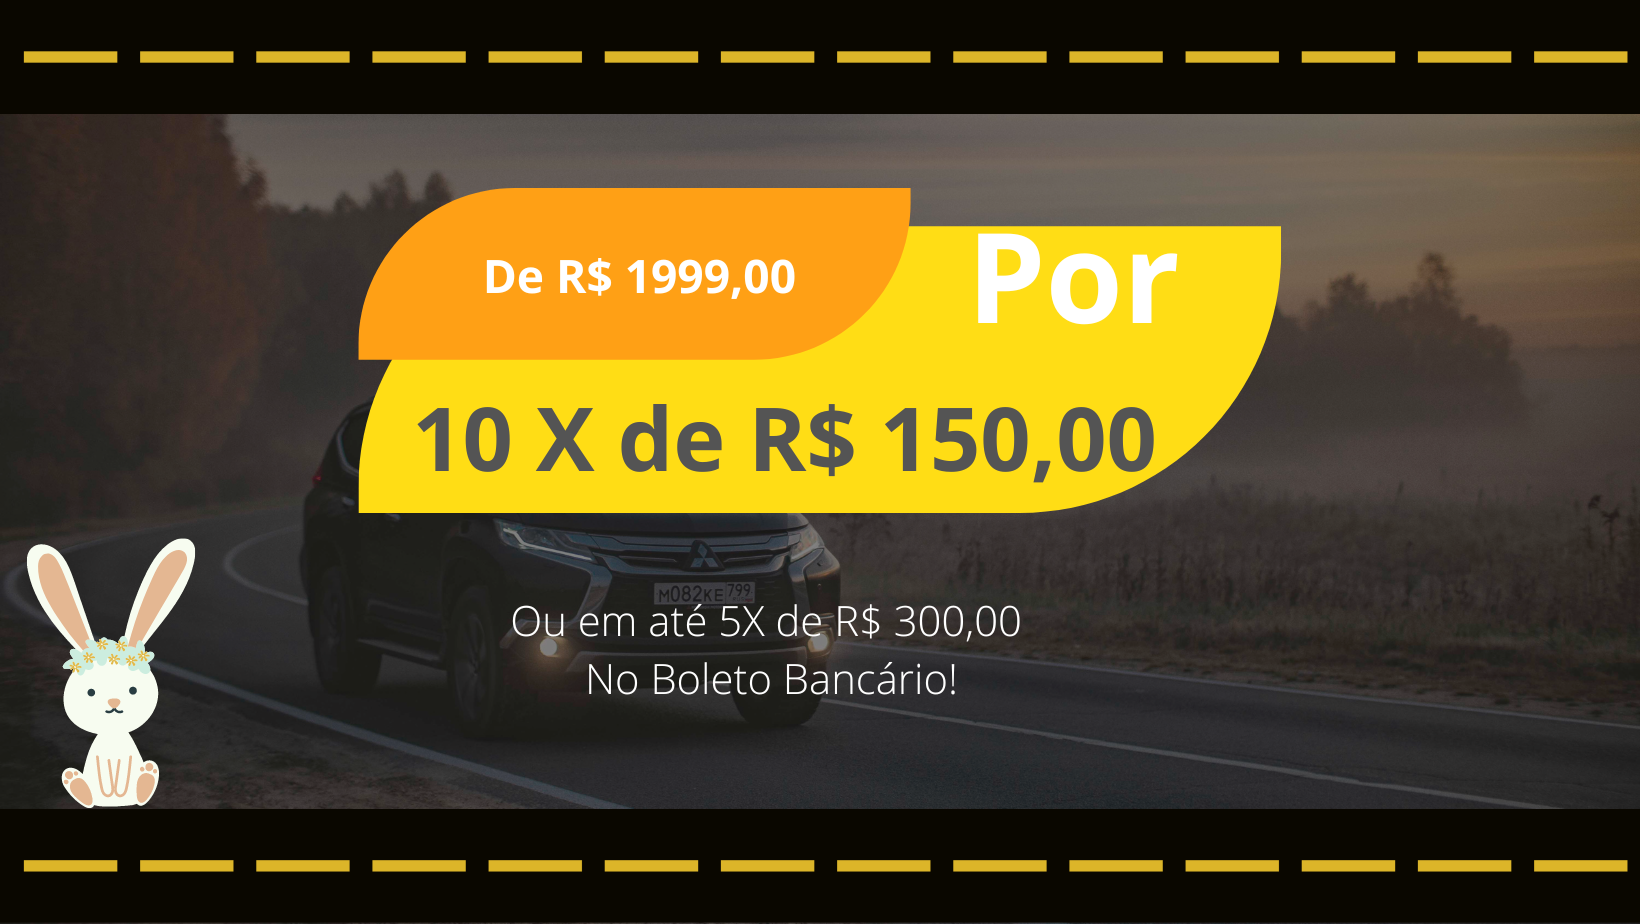 De R$ 1999,00
Por
10 X de R$ 150,00
М082КЕ 799
Ou em até 5X de R$ 300,00
No Boleto Bancário!